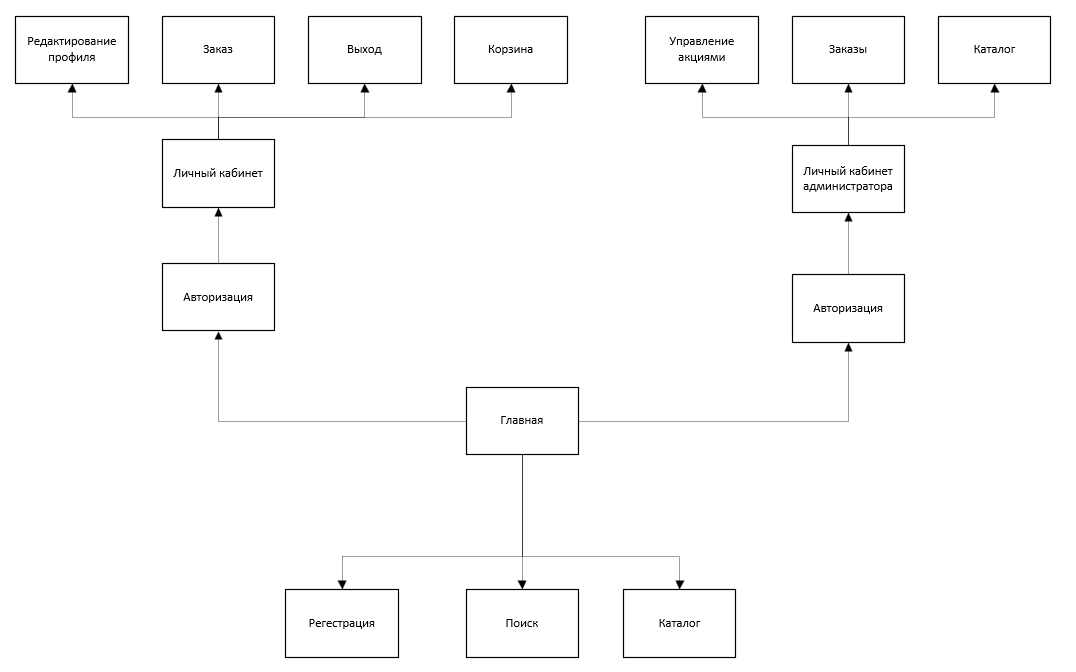 Редактирование
профиля
Заказ
Выход
Корзина
Управление
акциями
Заказы
Каталог
Личный кабинет
Личный кабинет
администратора
Авторизация
Авторизация
Главная
Регестрация
Поиск
Каталог